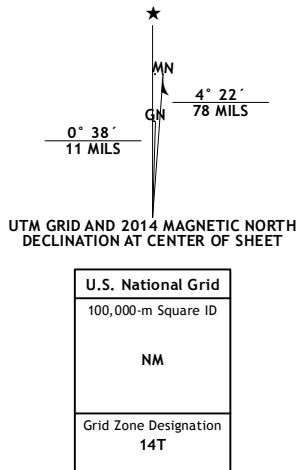 ★
MN
4° 22´
78 MILS
GN
0° 38´
11 MILS
UTM GRID AND 2014 MAGNETIC NORTH
DECLINATION AT CENTER OF SHEET
U.S. National Grid
100,000-m Square ID
NM
Grid Zone Designation
14T